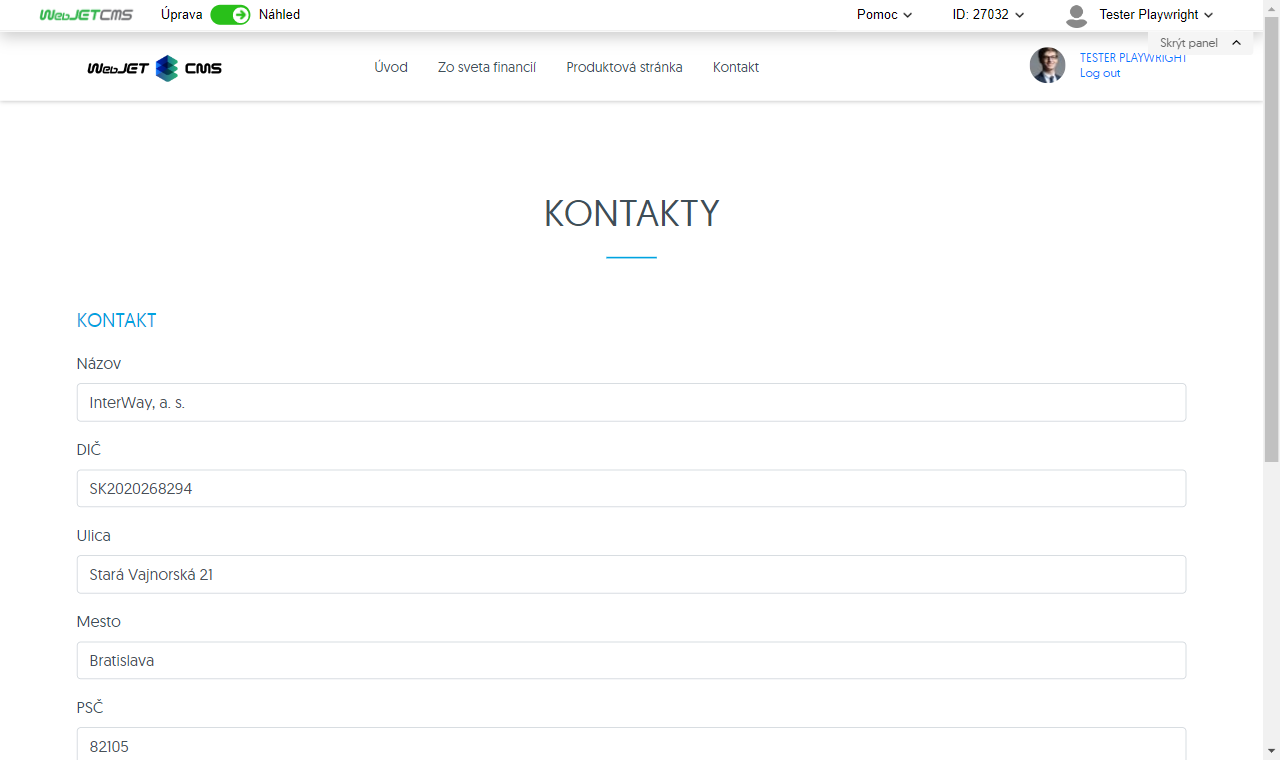 WebJETCMS Úprava Náhled Pomoc ID: 27032 Tester Playwright
Skrýt panel
WebJET CMS Úvod Zo sveta financií Produktová stránka Kontakt
TESTER PLAYWRIGHT
Log out
KONTAKTY
KONTAKT
Názov
InterWay, a. s.
DIČ
SK2020268294
Ulica
Stará Vajnorská 21
Mesto
Bratislava
PSČ
82105